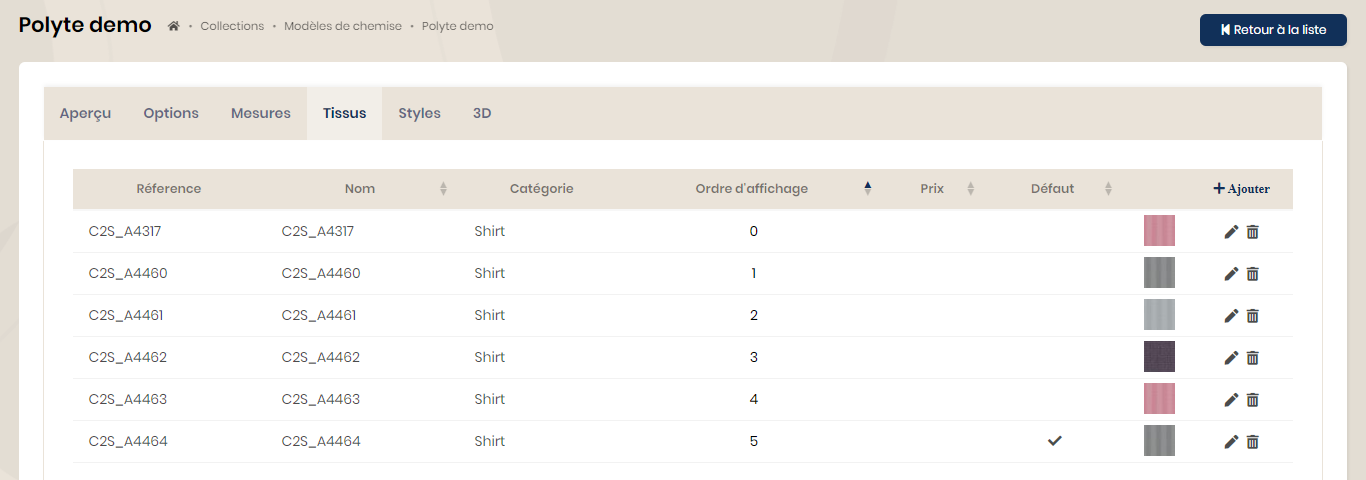 Polyte demo • Collections • Modèles de chemise • Polyte demo
Retour à la liste
Aperçu Options Mesures Tissus Styles 3D
Réference Nom Catégorie Ordre d'affichage Prix Défaut + Ajouter
C2S_A4317 C2S_A4317 Shirt 0
C2S_A4460 C2S_A4460 Shirt 1
C2S_A4461 C2S_A4461 Shirt 2
C2S_A4462 C2S_A4462 Shirt 3
C2S_A4463 C2S_A4463 Shirt 4
C2S_A4464 C2S_A4464 Shirt 5